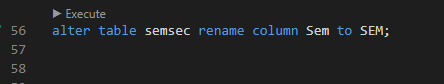 ▶ Execute
56 alter table semsec rename column Sem to SEM;
57
58